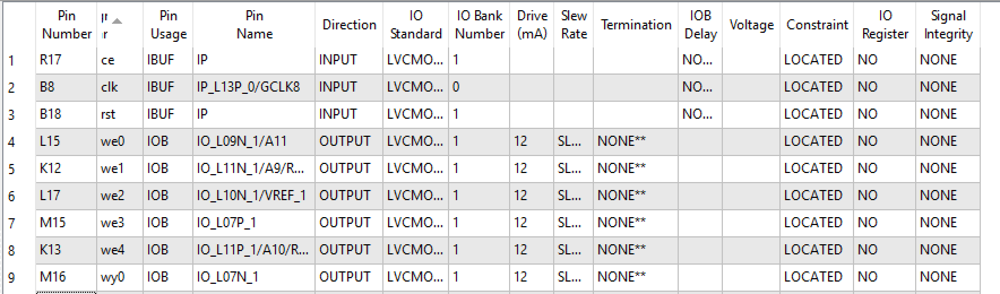 Pin Number Pin Usage Pin Name Direction IO Standard IO Bank Number Drive (mA) Slew Rate Termination IOB Delay Voltage Constraint IO Register Signal Integrity
1 R17 ce IBUF IP INPUT LVCMO... 1 NO... LOCATED NO NONE
2 B8 clk IBUF IP_L13P_0/GCLK8 INPUT LVCMO... 0 NO... LOCATED NO NONE
3 B18 rst IBUF IP INPUT LVCMO... 1 NO... LOCATED NO NONE
4 L15 we0 IOB IO_L09N_1/A11 OUTPUT LVCMO... 1 12 SL... NONE** LOCATED NO NONE
5 K12 we1 IOB IO_L11N_1/A9/R... OUTPUT LVCMO... 1 12 SL... NONE** LOCATED NO NONE
6 L17 we2 IOB IO_L10N_1/VREF_1 OUTPUT LVCMO... 1 12 SL... NONE** LOCATED NO NONE
7 M15 we3 IOB IO_L07P_1 OUTPUT LVCMO... 1 12 SL... NONE** LOCATED NO NONE
8 K13 we4 IOB IO_L11P_1/A10/R... OUTPUT LVCMO... 1 12 SL... NONE** LOCATED NO NONE
9 M16 wy0 IOB IO_L07N_1 OUTPUT LVCMO... 1 12 SL... NONE** LOCATED NO NONE